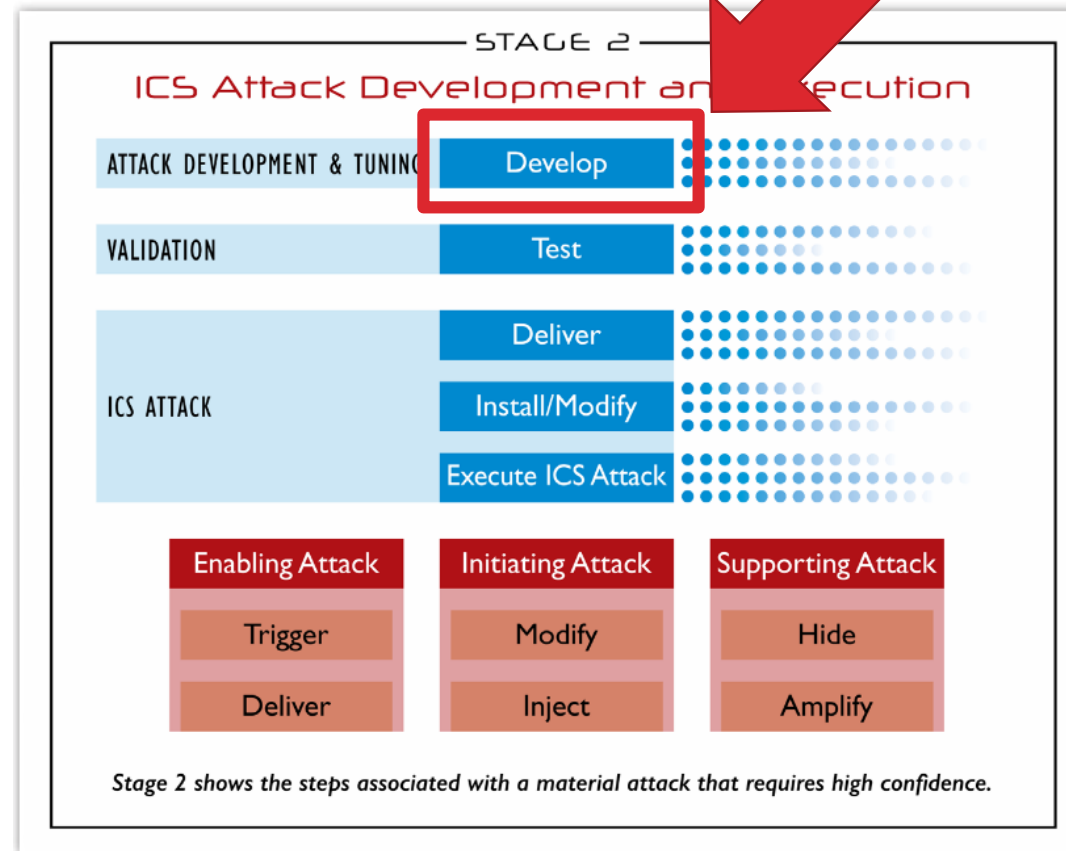 STAGE 2
ICS Attack Development an ecution
ATTACK DEVELOPMENT & TUNING
Develop
VALIDATION
Test
ICS ATTACK
Deliver
Install/Modify
Execute ICS Attack
Enabling Attack
Initiating Attack
Supporting Attack
Trigger
Modify
Hide
Deliver
Inject
Amplify
Stage 2 shows the steps associated with a material attack that requires high confidence.